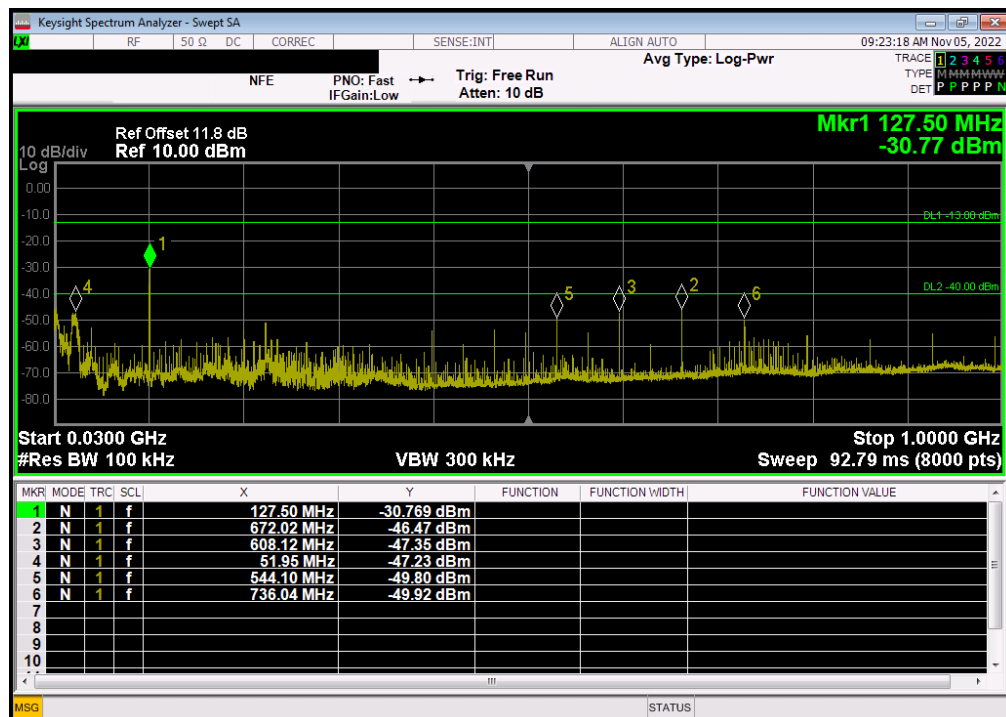 Keysight Spectrum Analyzer - Swept SA
LXI RF 50 Ω DC CORREC SENSE:INT ALIGN AUTO 09:23:18 AM Nov 05, 2022
Avg Type: Log-Pwr TRACE 1 2 3 4 5 6
NFE PNO: Fast Trig: Free Run TYPE M M M M W W
IFGain:Low Atten: 10 dB DET P P P P P N
Mkr1 127.50 MHz
Ref Offset 11.8 dB
10 dB/div Ref 10.00 dBm -30.77 dBm
Log
0.00
-10.0
DL1 -13.00 dBm
-20.0
1
-30.0
4 5 3 2 6 DL2 -40.00 dBm
-40.0
-50.0
-60.0
-70.0
-80.0
Start 0.0300 GHz Stop 1.0000 GHz
#Res BW 100 kHz VBW 300 kHz Sweep 92.79 ms (8000 pts)
MKR MODE TRC SCL X Y FUNCTION FUNCTION WIDTH FUNCTION VALUE
1 N 1 f 127.50 MHz -30.769 dBm
2 N 1 f 672.02 MHz -46.47 dBm
3 N 1 f 608.12 MHz -47.35 dBm
4 N 1 f 51.95 MHz -47.23 dBm
5 N 1 f 544.10 MHz -49.80 dBm
6 N 1 f 736.04 MHz -49.92 dBm
7
8
9
10
MSG STATUS